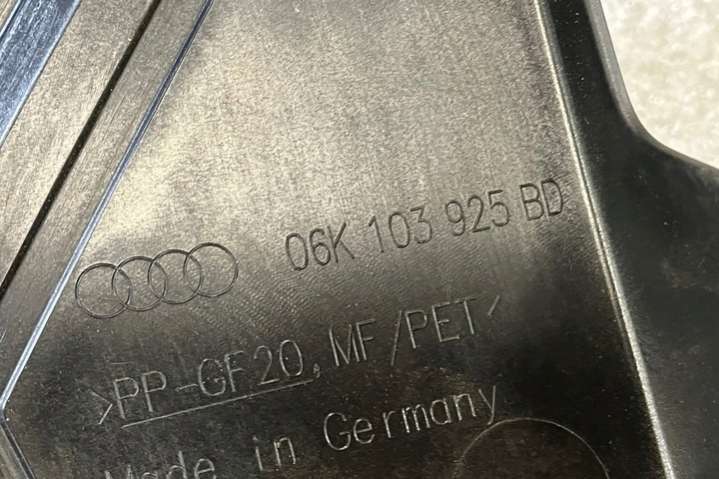 06K 103 925 BD
>PP-GF20, MF/PET<
Made in Germany